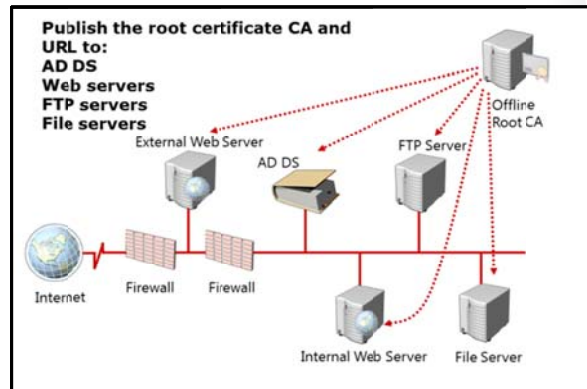 Publish the root certificate CA and
URL to:
AD DS
Web servers
FTP servers
File servers
Offline
Root CA
External Web Server
AD DS
FTP Server
Internet
Firewall
Firewall
Internal Web Server
File Server